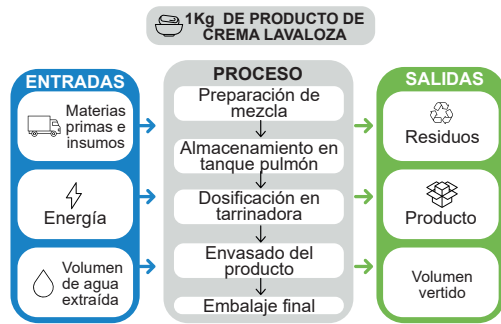 1Kg DE PRODUCTO DE
CREMA LAVALOZA
ENTRADAS
Materias
primas e
insumos
Energía
Volumen
de agua
extraída
PROCESO
Preparación de
mezcla
Almacenamiento en
tanque pulmón
Dosificación en
tarrinadora
Envasado del
producto
Embalaje final
SALIDAS
Residuos
Producto
Volumen
vertido